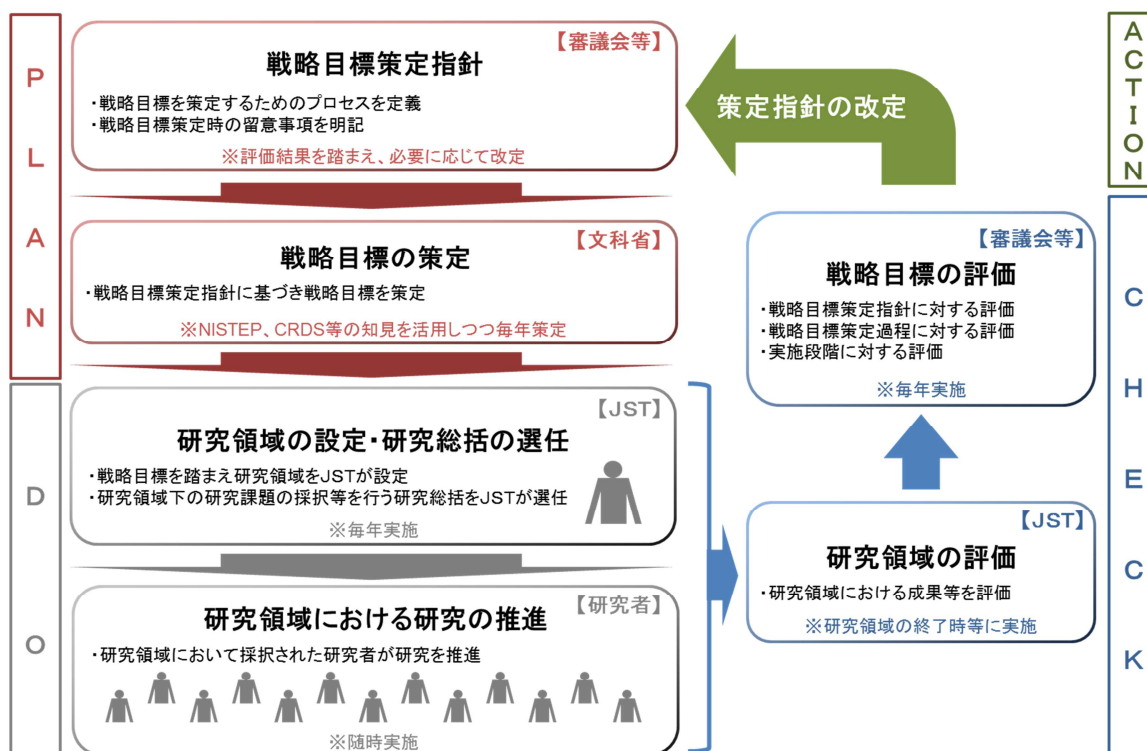 PLAN
【審議会等】
戦略目標策定指針
・戦略目標を策定するためのプロセスを定義
・戦略目標策定時の留意事項を明記
※評価結果を踏まえ、必要に応じて改定
【文科省】
戦略目標の策定
・戦略目標策定指針に基づき戦略目標を策定
※NISTEP、CRDS等の知見を活用しつつ毎年策定
DO
【JST】
研究領域の設定・研究総括の選任
・戦略目標を踏まえ研究領域をJSTが設定
・研究領域下の研究課題の採択等を行う研究総括をJSTが選任
※毎年実施
【研究者】
研究領域における研究の推進
・研究領域において採択された研究者が研究を推進
※随時実施
CHECK
【JST】
研究領域の評価
・研究領域における成果等を評価
※研究領域の終了時等に実施
【審議会等】
戦略目標の評価
・戦略目標策定指針に対する評価
・戦略目標策定過程に対する評価
・実施段階に対する評価
※毎年実施
ACTION
策定指針の改定